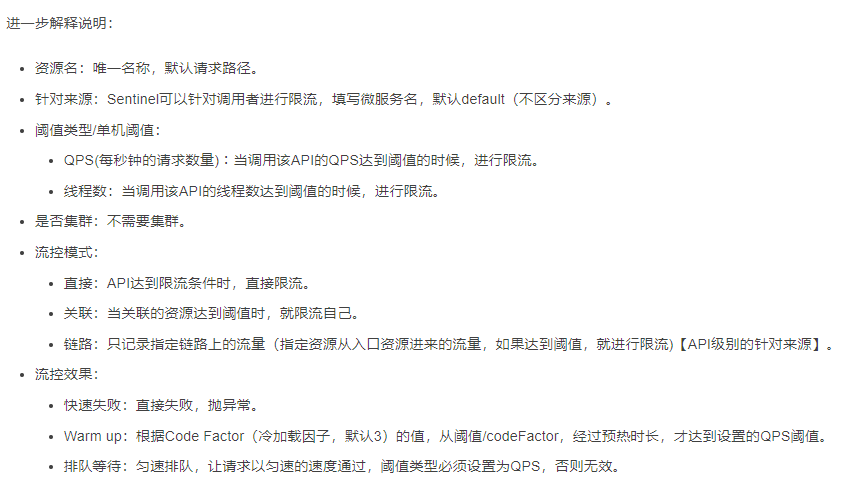 进一步解释说明：
资源名：唯一名称，默认请求路径。
针对来源：Sentinel可以针对调用者进行限流，填写微服务名，默认default（不区分来源）。
阈值类型/单机阈值：
QPS(每秒钟的请求数量)：当调用该API的QPS达到阈值的时候，进行限流。
线程数：当调用该API的线程数达到阈值的时候，进行限流。
是否集群：不需要集群。
流控模式：
直接：API达到限流条件时，直接限流。
关联：当关联的资源达到阈值时，就限流自己。
链路：只记录指定链路上的流量（指定资源从入口资源进来的流量，如果达到阈值，就进行限流)【API级别的针对来源】。
流控效果：
快速失败：直接失败，抛异常。
Warm up：根据Code Factor（冷加载因子，默认3）的值，从阈值/codeFactor，经过预热时长，才达到设置的QPS阈值。
排队等待：匀速排队，让请求以匀速的速度通过，阈值类型必须设置为QPS，否则无效。